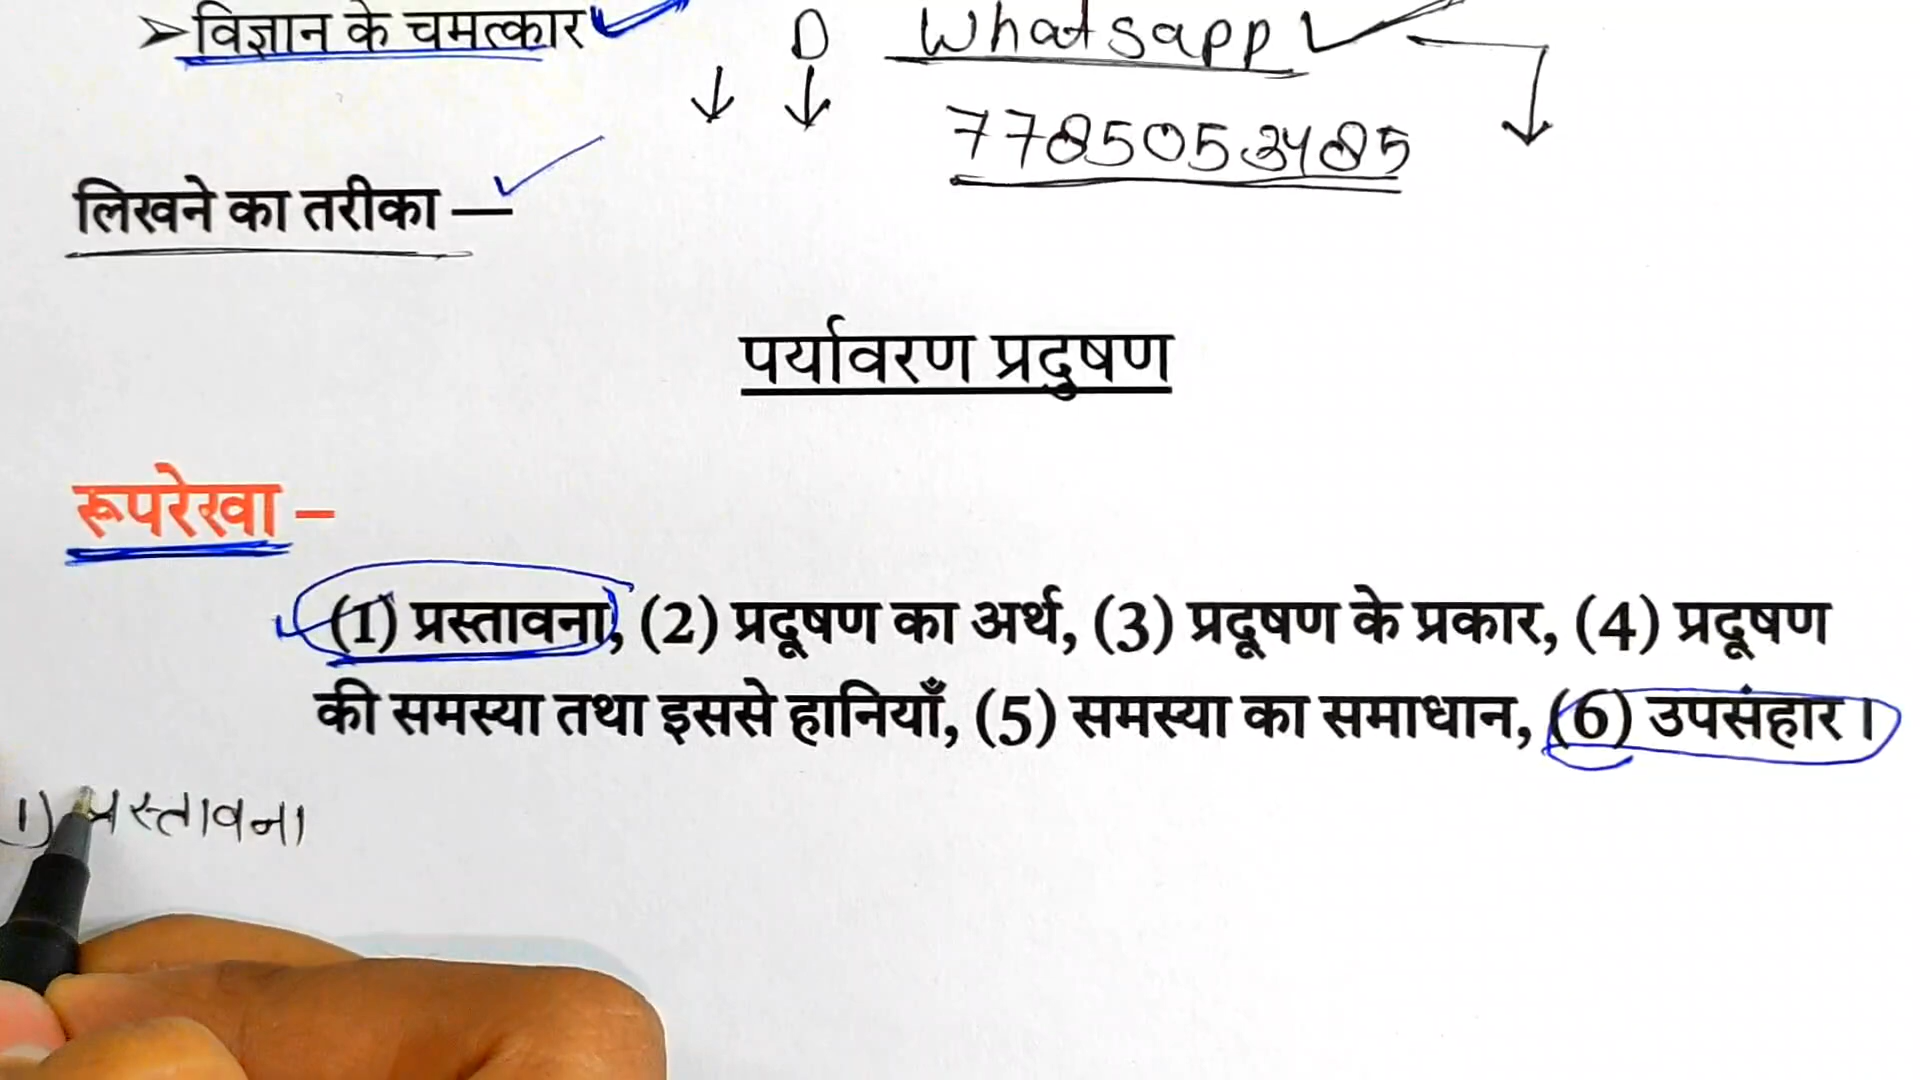 ➢विज्ञान के चमत्कार
D Whatsapp
7785053485
लिखने का तरीका —
पर्यावरण प्रदुषण
रूपरेखा –
(1) प्रस्तावना, (2) प्रदूषण का अर्थ, (3) प्रदूषण के प्रकार, (4) प्रदूषण
की समस्या तथा इससे हानियाँ, (5) समस्या का समाधान, (6) उपसंहार।
1) प्रस्तावना